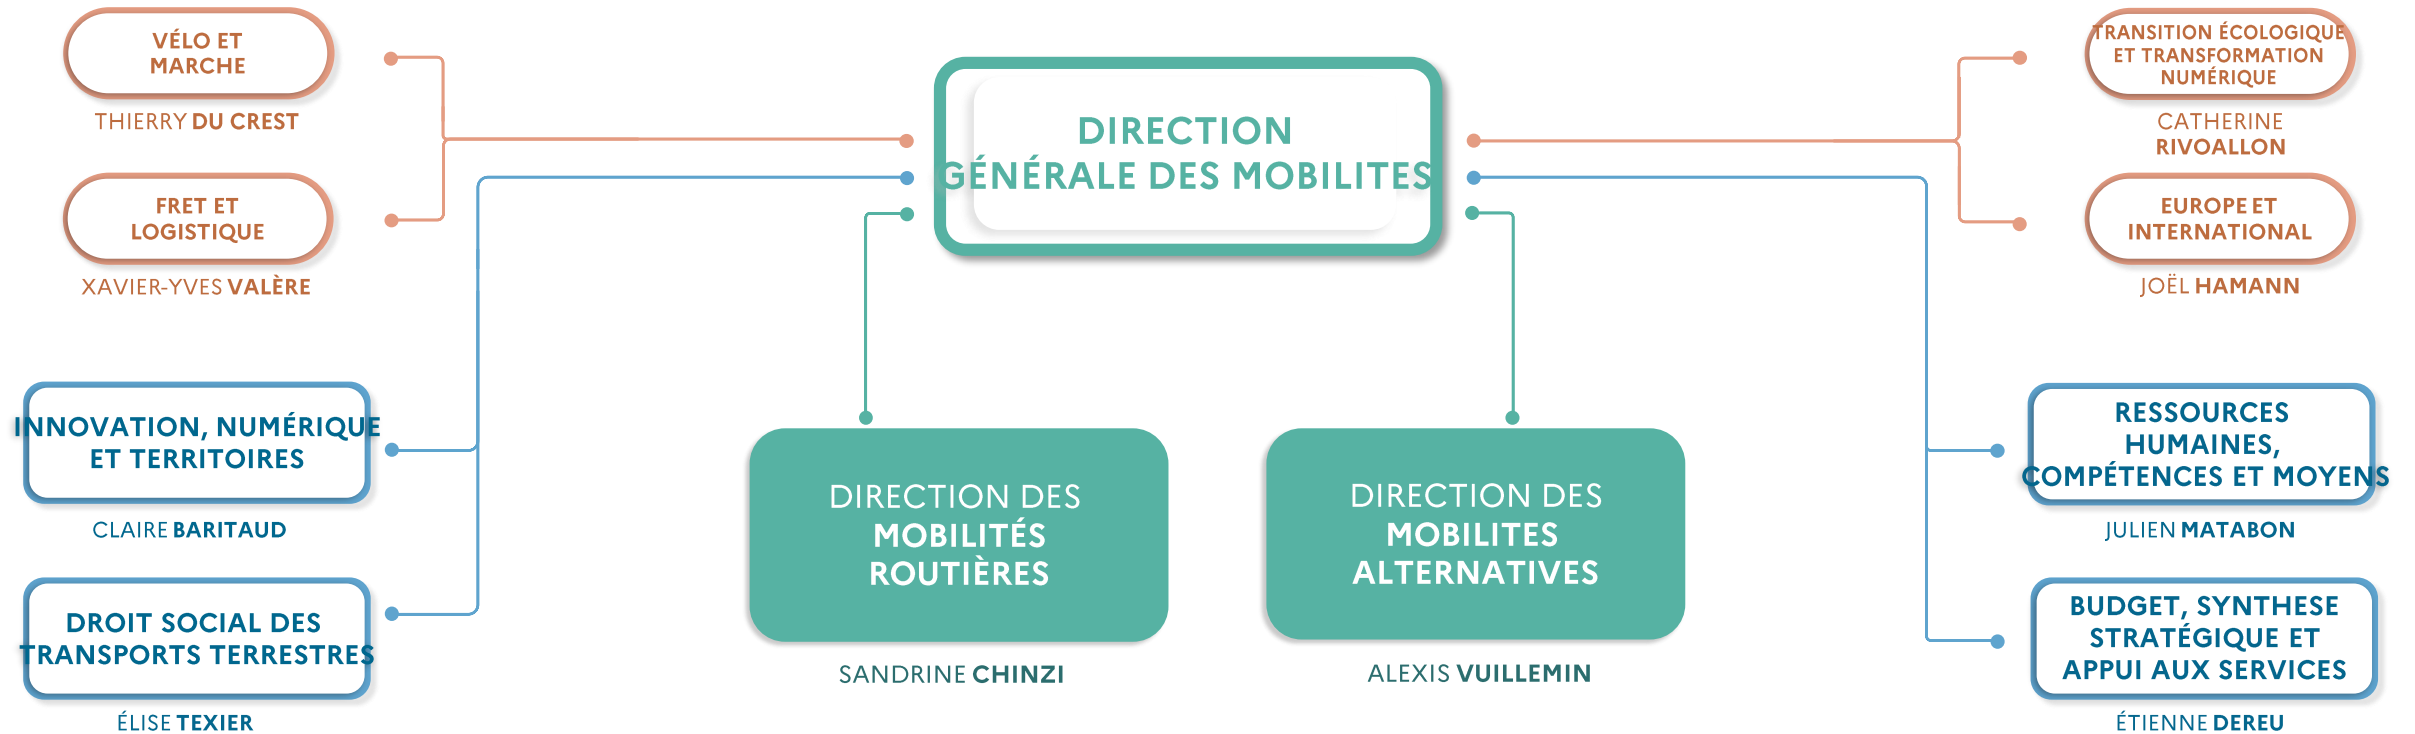 VÉLO ET
MARCHE
THIERRY DU CREST
FRET ET
LOGISTIQUE
XAVIER-YVES VALÈRE
INNOVATION, NUMÉRIQUE
ET TERRITOIRES
CLAIRE BARITAUD
DROIT SOCIAL DES
TRANSPORTS TERRESTRES
ÉLISE TEXIER
DIRECTION
GÉNÉRALE DES MOBILITES
DIRECTION DES
MOBILITÉS
ROUTIÈRES
SANDRINE CHINZI
DIRECTION DES
MOBILITES
ALTERNATIVES
ALEXIS VUILLEMIN
TRANSITION ÉCOLOGIQUE
ET TRANSFORMATION
NUMÉRIQUE
CATHERINE
RIVOALLON
EUROPE ET
INTERNATIONAL
JOËL HAMANN
RESSOURCES
HUMAINES,
COMPÉTENCES ET MOYENS
JULIEN MATABON
BUDGET, SYNTHESE
STRATÉGIQUE ET
APPUI AUX SERVICES
ÉTIENNE DEREU